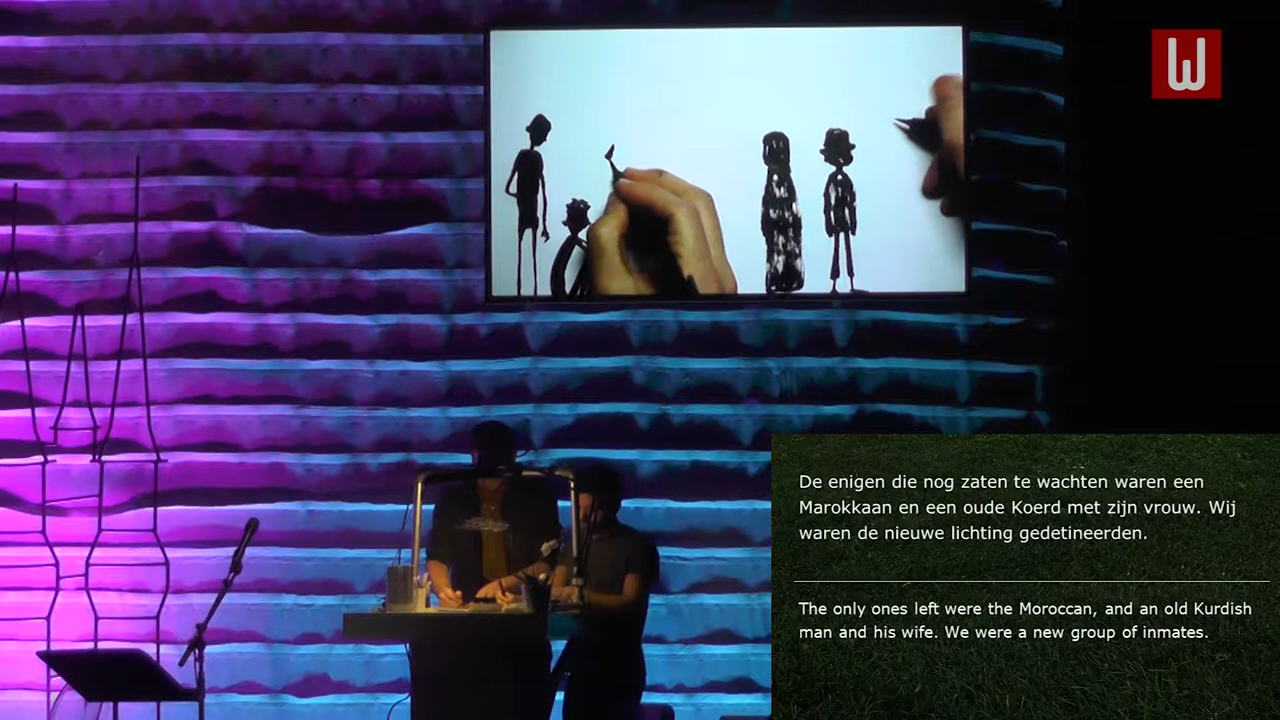 W
De enigen die nog zaten te wachten waren een
Marokkaan en een oude Koerd met zijn vrouw. Wij
waren de nieuwe lichting gedetineerden.
The only ones left were the Moroccan, and an old Kurdish
man and his wife. We were a new group of inmates.